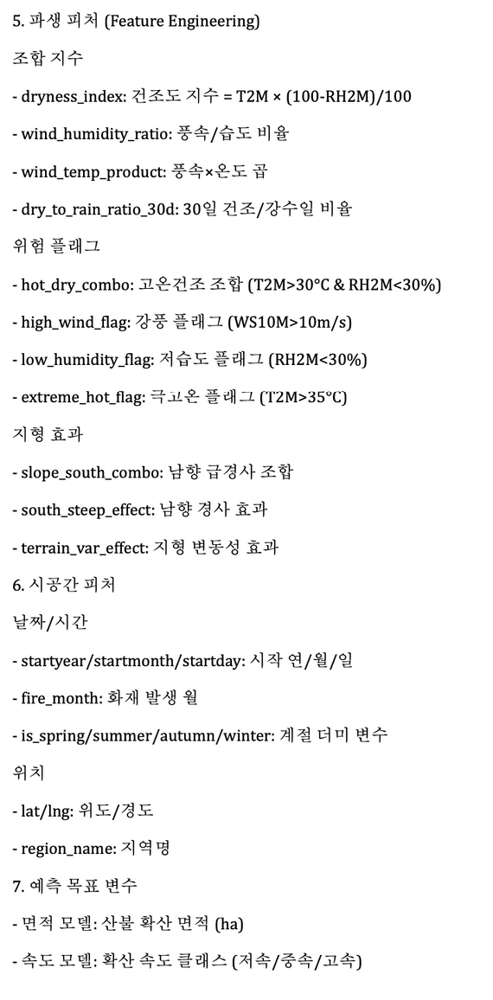 5. 파생 피처 (Feature Engineering)
조합 지수
- dryness_index: 건조도 지수 = T2M × (100-RH2M)/100
- wind_humidity_ratio: 풍속/습도 비율
- wind_temp_product: 풍속×온도 곱
- dry_to_rain_ratio_30d: 30일 건조/강수일 비율
위험 플래그
- hot_dry_combo: 고온건조 조합 (T2M>30°C & RH2M<30%)
- high_wind_flag: 강풍 플래그 (WS10M>10m/s)
- low_humidity_flag: 저습도 플래그 (RH2M<30%)
- extreme_hot_flag: 극고온 플래그 (T2M>35°C)
지형 효과
- slope_south_combo: 남향 급경사 조합
- south_steep_effect: 남향 경사 효과
- terrain_var_effect: 지형 변동성 효과
6. 시공간 피처
날짜/시간
- startyear/startmonth/startday: 시작 연/월/일
- fire_month: 화재 발생 월
- is_spring/summer/autumn/winter: 계절 더미 변수
위치
- lat/lng: 위도/경도
- region_name: 지역명
7. 예측 목표 변수
- 면적 모델: 산불 확산 면적 (ha)
- 속도 모델: 확산 속도 클래스 (저속/중속/고속)